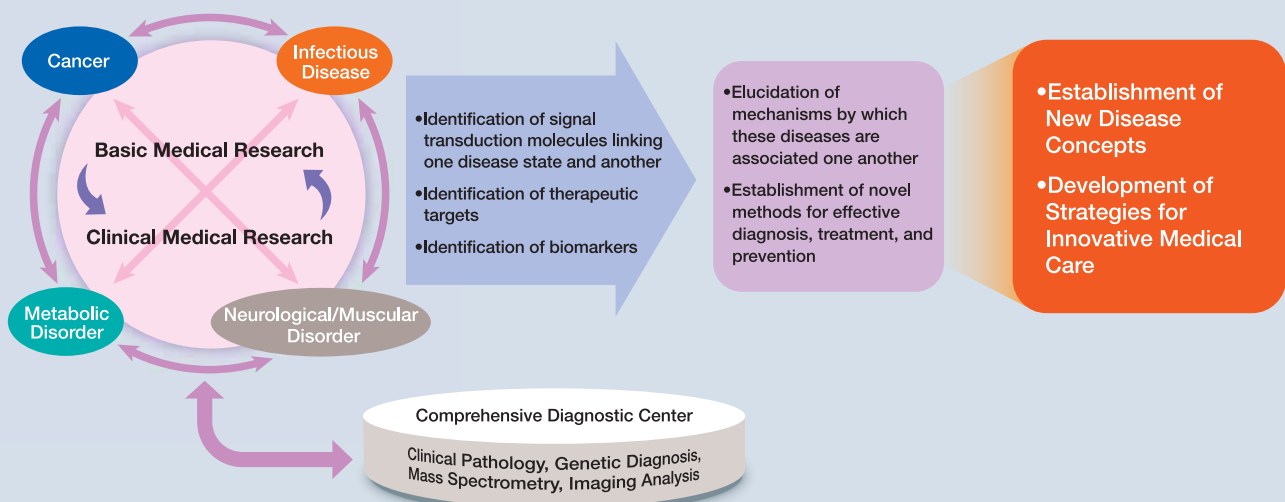 Cancer
Infectious
Disease
Basic Medical Research
Clinical Medical Research
Metabolic
Disorder
Neurological/Muscular
Disorder
•Identification of signal
transduction molecules linking
one disease state and another
•Identification of therapeutic
targets
•Identification of biomarkers
•Elucidation of
mechanisms by which
these diseases are
associated one another
•Establishment of novel
methods for effective
diagnosis, treatment, and
prevention
•Establishment of
New Disease
Concepts
•Development of
Strategies for
Innovative Medical
Care
Comprehensive Diagnostic Center
Clinical Pathology, Genetic Diagnosis,
Mass Spectrometry, Imaging Analysis